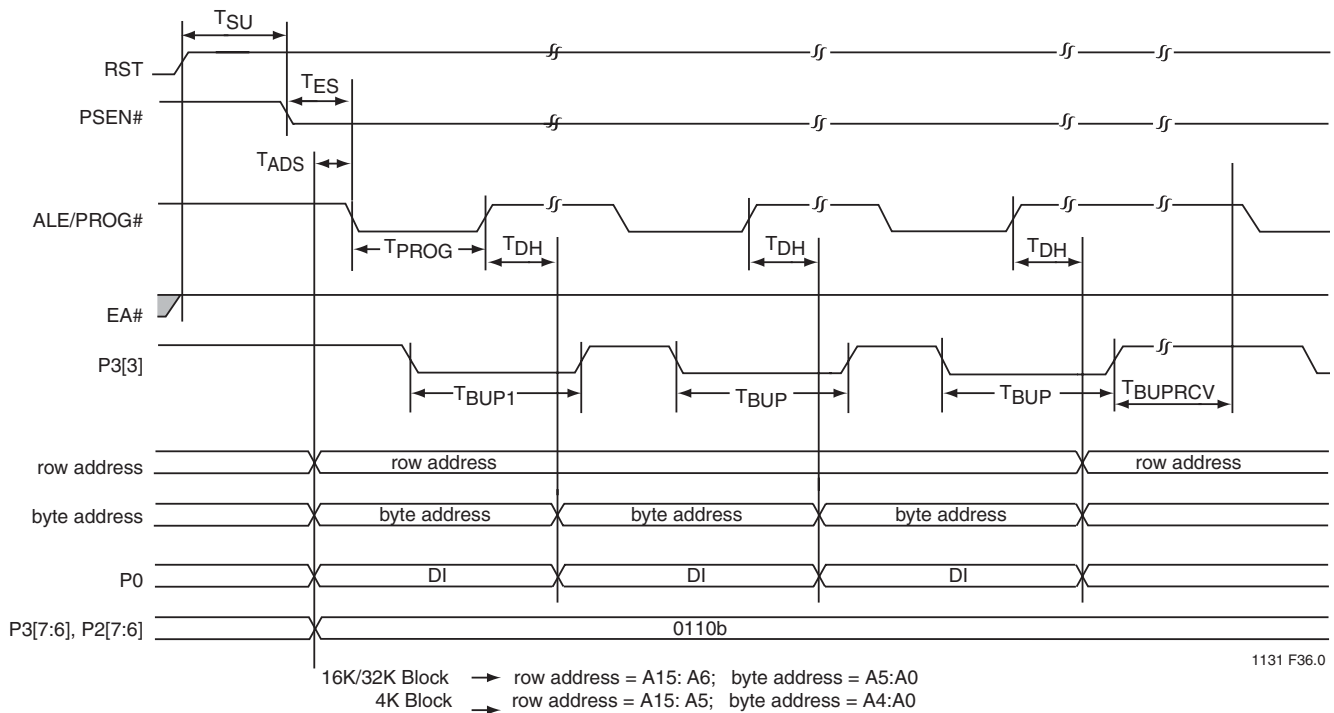 TSU
RST
TES
PSEN#
TADS
ALE/PROG#
TPROG
TDH
TDH
TDH
EA#
P3[3]
TBUP1
TBUP
TBUP
TBUPRCV
row address
row address
row address
byte address
byte address
byte address
byte address
P0
DI
DI
DI
P3[7:6], P2[7:6]
0110b
1131 F36.0
16K/32K Block → row address = A15: A6; byte address = A5:A0
4K Block → row address = A15: A5; byte address = A4:A0